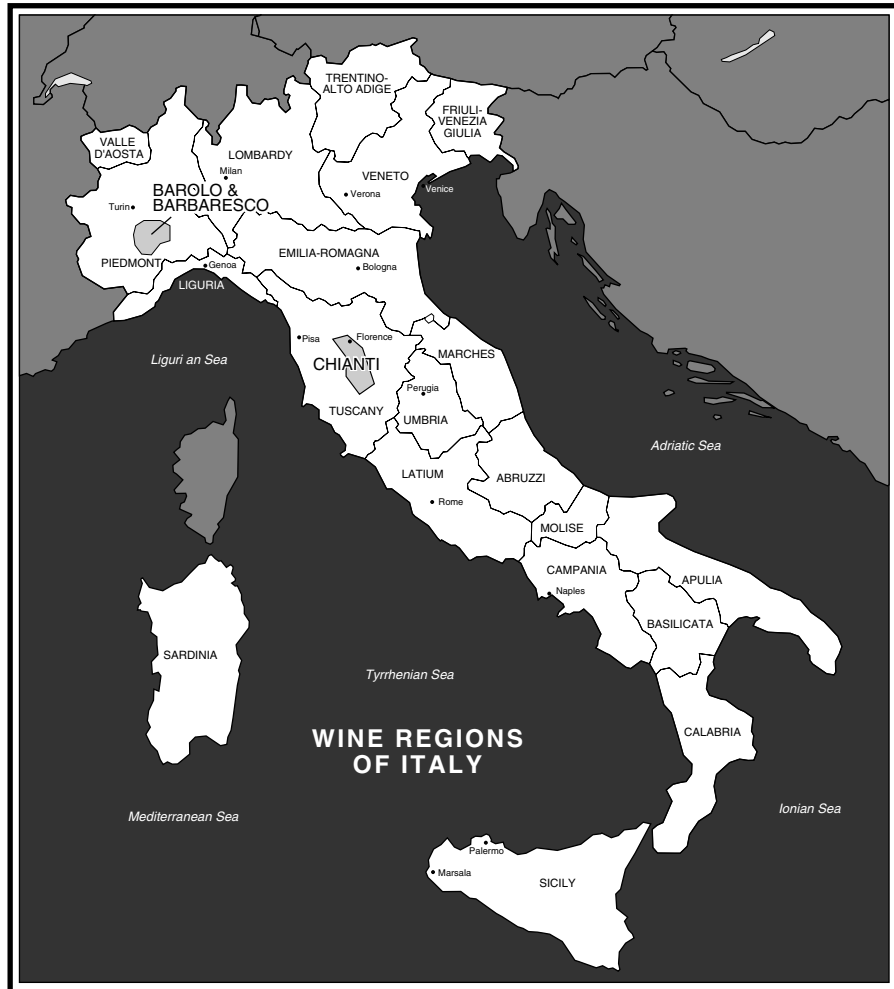 TRENTINO-
ALTO ADIGE
FRIULI-
VENEZIA
GIULIA
VALLE
D'AOSTA
LOMBARDY
Milan
VENETO
Verona
Venice
BAROLO &
BARBARESCO
Turin
PIEDMONT
EMILIA-ROMAGNA
Bologna
Genoa
LIGURIA
Pisa
Florence
CHIANTI
MARCHES
Liguri an Sea
Perugia
TUSCANY
UMBRIA
Adriatic Sea
LATIUM
ABRUZZI
Rome
MOLISE
CAMPANIA
APULIA
Naples
BASILICATA
SARDINIA
Tyrrhenian Sea
CALABRIA
WINE REGIONS
OF ITALY
Mediterranean Sea
Ionian Sea
Palermo
Marsala
SICILY